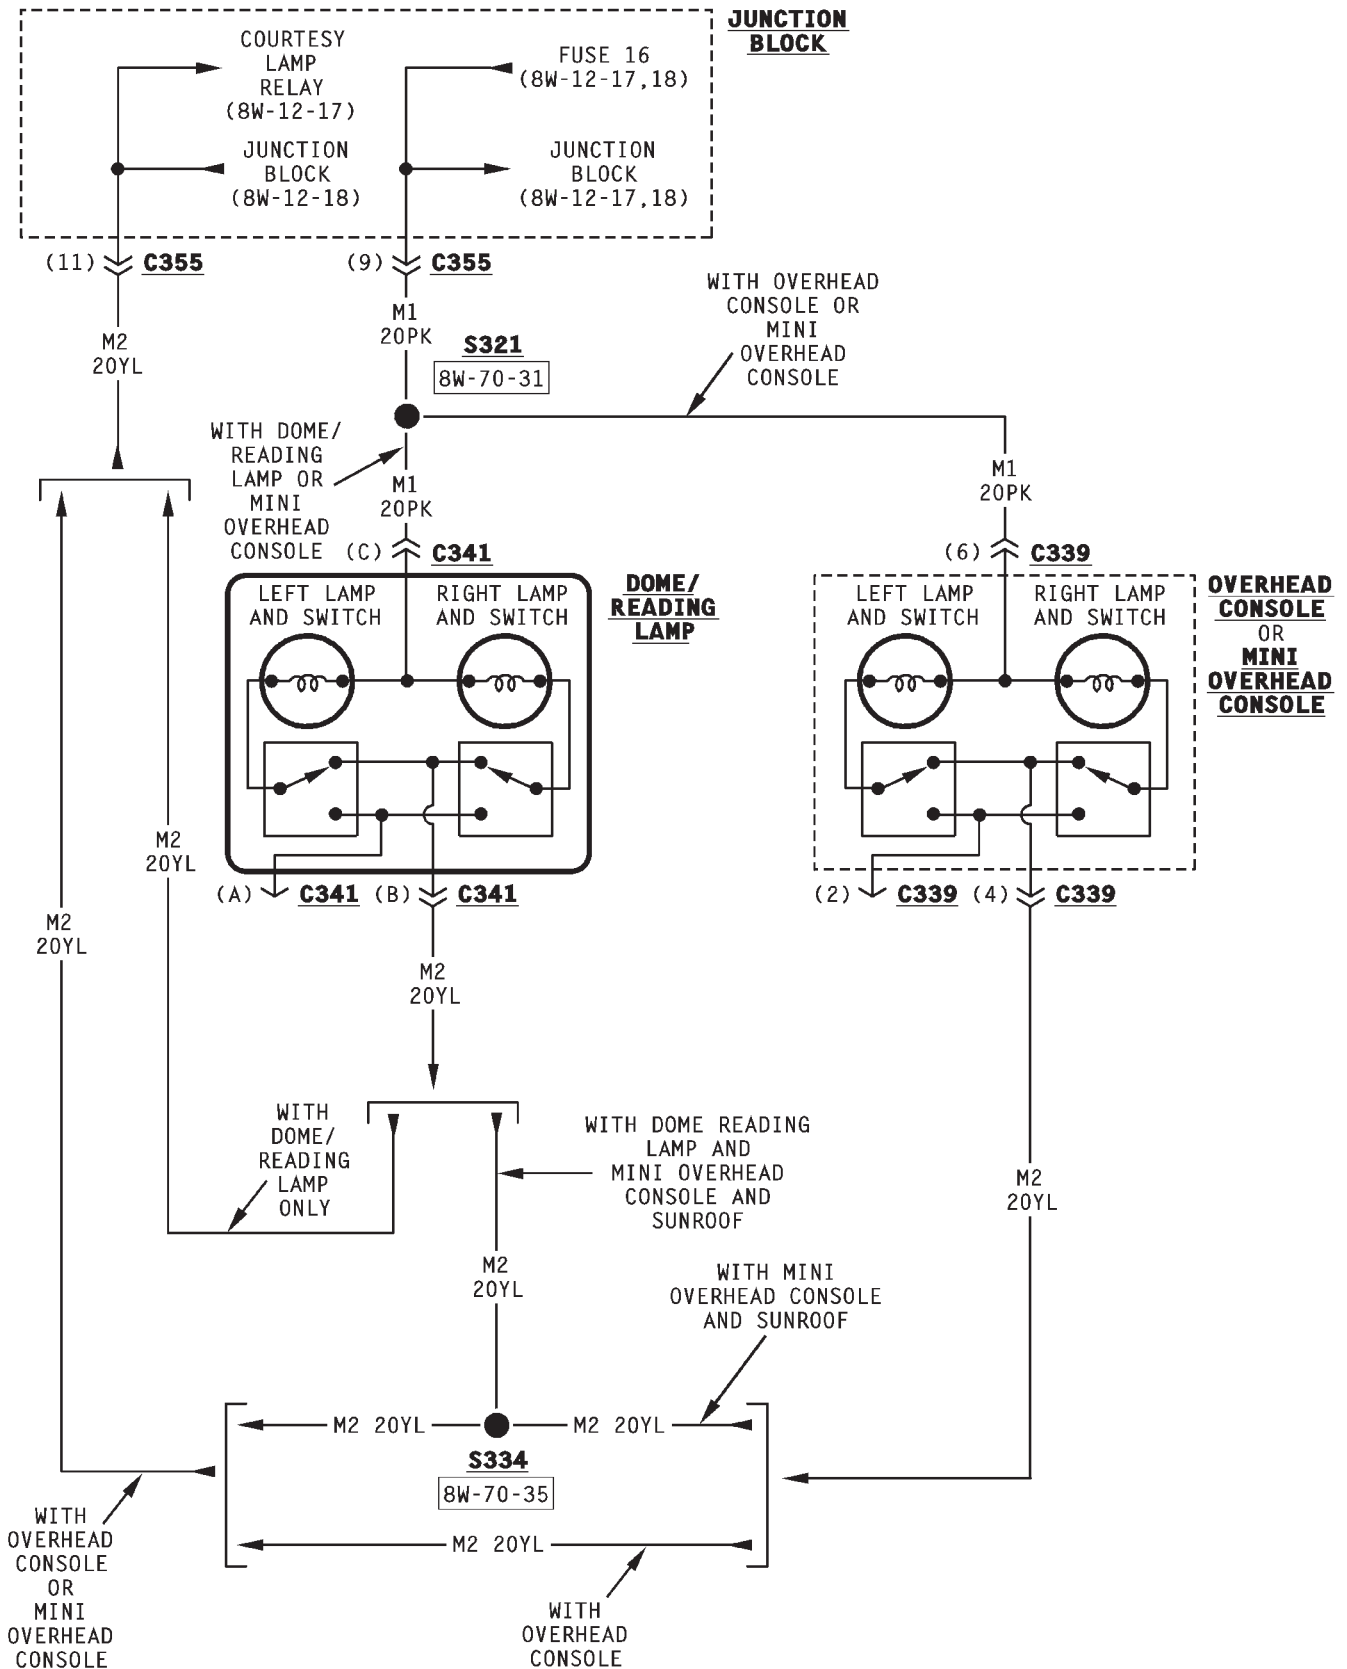 JUNCTION
BLOCK
COURTESY
LAMP
RELAY
(8W-12-17)
FUSE 16
(8W-12-17,18)
JUNCTION
BLOCK
(8W-12-18)
JUNCTION
BLOCK
(8W-12-17,18)
(11) C355
(9) C355
M1
20PK
M2
20YL
S321
8W-70-31
WITH OVERHEAD
CONSOLE OR
MINI
OVERHEAD
CONSOLE
WITH DOME/
READING
LAMP OR
MINI
OVERHEAD
CONSOLE
M1
20PK
M1
20PK
(C) C341
(6) C339
LEFT LAMP
AND SWITCH
RIGHT LAMP
AND SWITCH
DOME/
READING
LAMP
LEFT LAMP
AND SWITCH
RIGHT LAMP
AND SWITCH
OVERHEAD
CONSOLE
OR
MINI
OVERHEAD
CONSOLE
M2
20YL
(A) C341
(B) C341
(2) C339
(4) C339
M2
20YL
M2
20YL
WITH
DOME/
READING
LAMP
ONLY
WITH DOME READING
LAMP AND
MINI OVERHEAD
CONSOLE AND
SUNROOF
M2
20YL
M2
20YL
WITH MINI
OVERHEAD CONSOLE
AND SUNROOF
M2 20YL
M2 20YL
S334
8W-70-35
M2 20YL
WITH
OVERHEAD
CONSOLE
OR
MINI
OVERHEAD
CONSOLE
WITH
OVERHEAD
CONSOLE